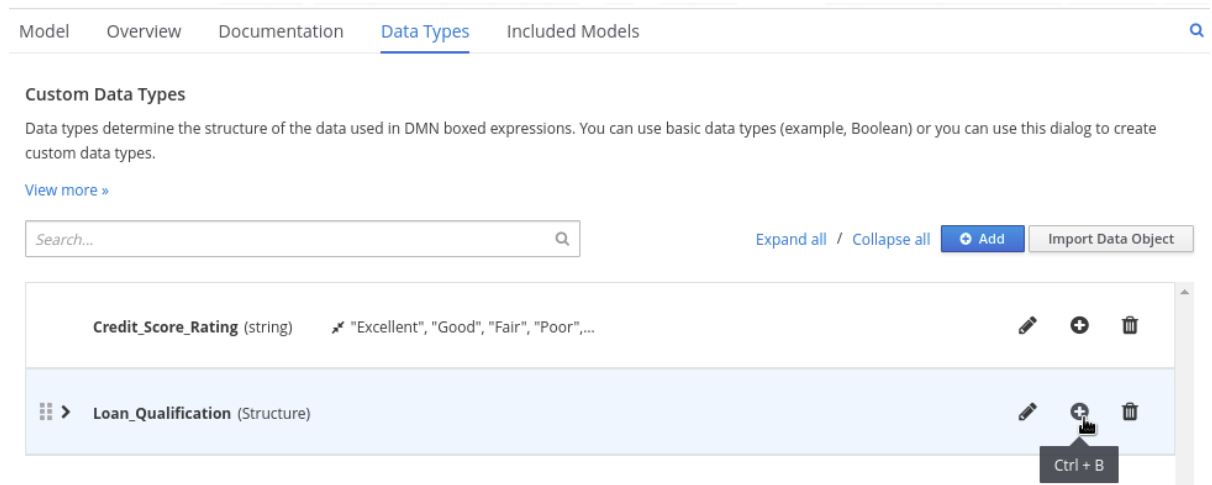 Model Overview Documentation Data Types Included Models
Custom Data Types
Data types determine the structure of the data used in DMN boxed expressions. You can use basic data types (example, Boolean) or you can use this dialog to create
custom data types.
View more »
Search... Expand all / Collapse all Add Import Data Object
Credit_Score_Rating (string) "Excellent", "Good", "Fair", "Poor",...
Loan_Qualification (Structure)
Ctrl + B